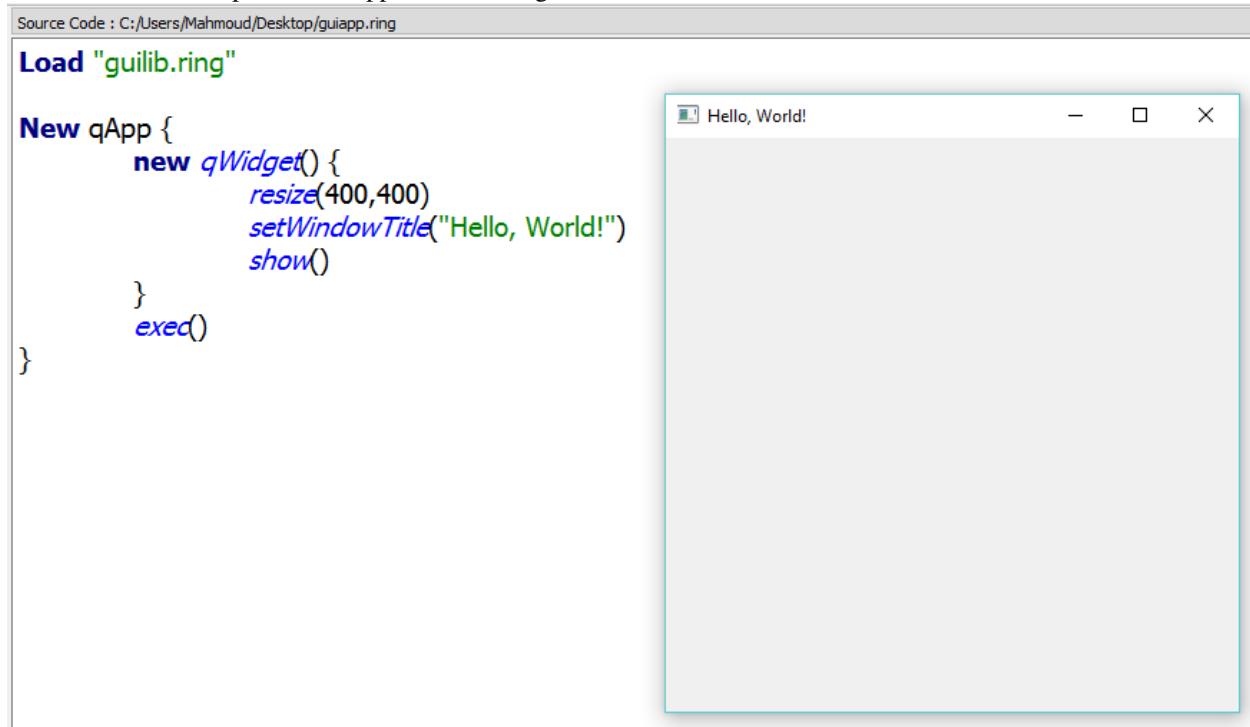 Source Code : C:/Users/Mahmoud/Desktop/guiapp.ring
Load "guilib.ring"
New qApp {
new qWidget() {
resize(400,400)
setWindowTitle("Hello, World!")
show()
}
exec()
}
Hello, World!